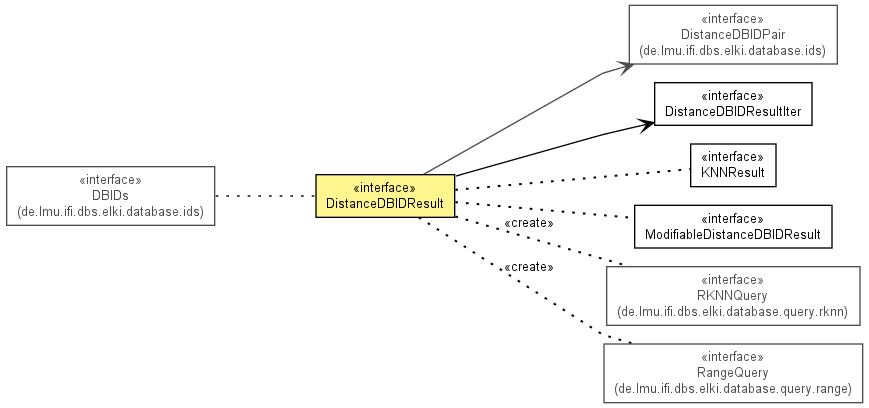 «interface»
DistanceDBIDPair
(de.lmu.ifi.dbs.elki.database.ids)
«interface»
DistanceDBIDResultIter
«interface»
KNNResult
«interface»
DBIDs
(de.lmu.ifi.dbs.elki.database.ids)
«interface»
DistanceDBIDResult
«interface»
ModifiableDistanceDBIDResult
«create»
«create»
«interface»
RKNNQuery
(de.lmu.ifi.dbs.elki.database.query.rknn)
«interface»
RangeQuery
(de.lmu.ifi.dbs.elki.database.query.range)